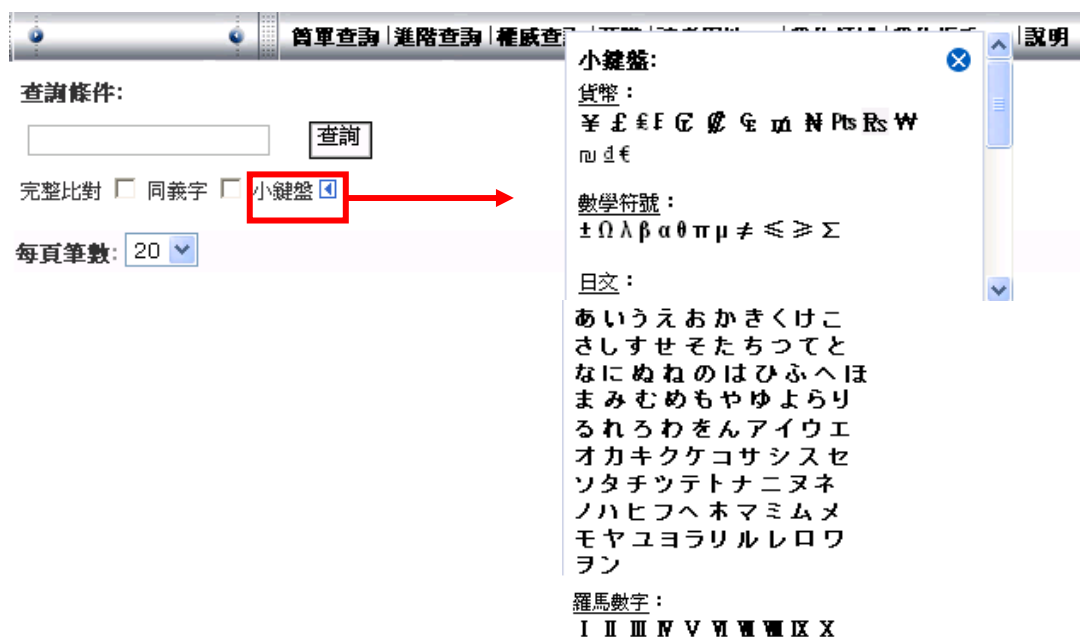 簡單查詢|進階查詢|權威查
|說明
查詢條件:
查詢
完整比對 同義字 小鍵盤
每頁筆數: 20
小鍵盤:
貨幣：
¥ £ ₤ ₣ ₢ ₡ ₠ ₥ ₦ ₧ ₨ ₩
₪ ₫ €
數學符號：
± Ω λ β α θ π μ ≠ ≤ ≥ Σ
日文：
あ い う え お か き く け こ
さ し す せ そ た ち つ て と
な に ぬ ね の は ひ ふ へ ほ
ま み む め も や ゆ よ ら り
る れ ろ わ を ん ア イ ウ エ
オ カ キ ク ケ コ サ シ ス セ
ソ タ チ ツ テ ト ナ ニ ヌ ネ
ノ ハ ヒ フ ヘ ホ マ ミ ム メ
モ ヤ ユ ヨ ラ リ ル レ ロ ワ
ヲ ン
羅馬數字：
Ⅰ Ⅱ Ⅲ Ⅳ Ⅴ Ⅵ Ⅶ Ⅷ Ⅸ Ⅹ